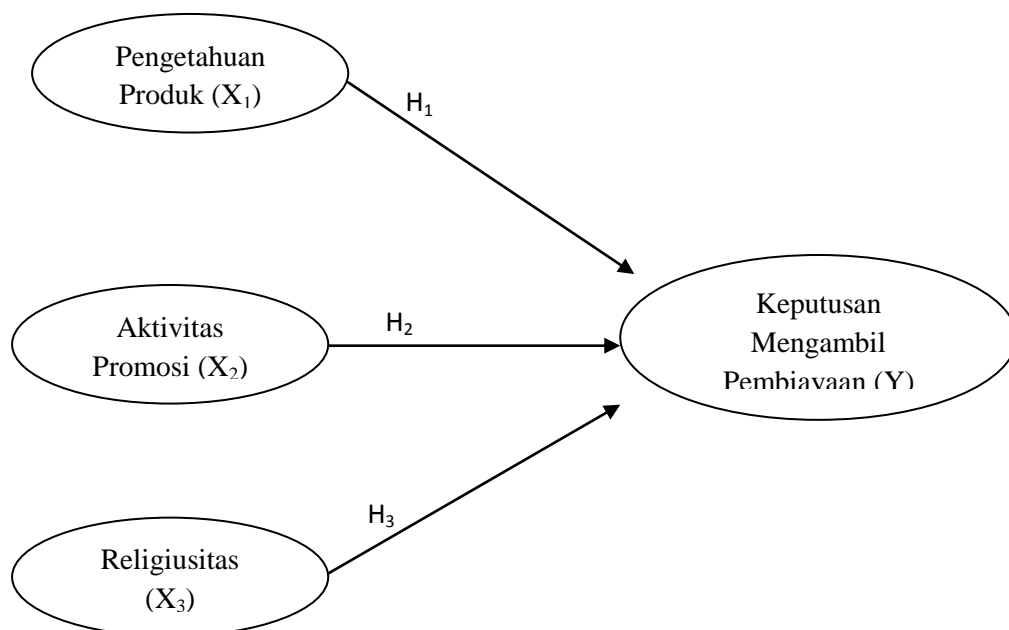 Pengetahuan
Produk (X₁)
H₁
Aktivitas
Promosi (X₂)
H₂
Keputusan
Mengambil
Pembiayaan (Y)
H₃
Religiusitas
(X₃)